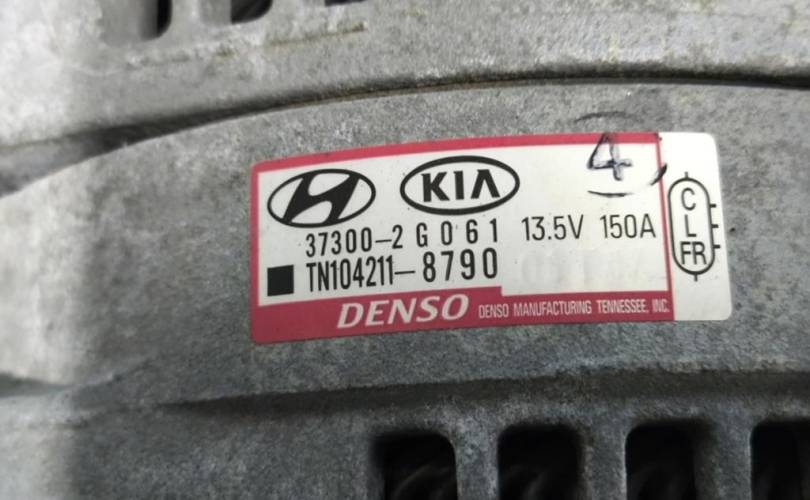 4
KIA
37300-2G061 13.5V 150A
TN104211-8790
DENSO DENSO MANUFACTURING TENNESSEE, INC.
C
L
FR